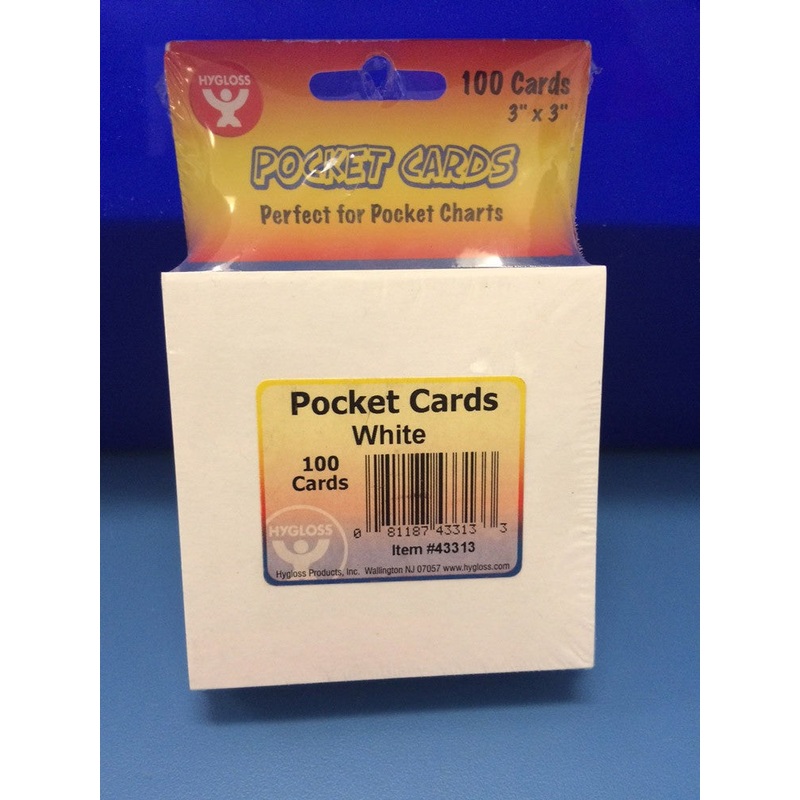 HYGLOSS
100 Cards
3" x 3"
POCKET CARDS
Perfect for Pocket Charts
Pocket Cards
White
100
Cards
0 81187 43313 3
HYGLOSS
Item #43313
Hygloss Products, Inc. Wallington NJ 07057 www.hygloss.com